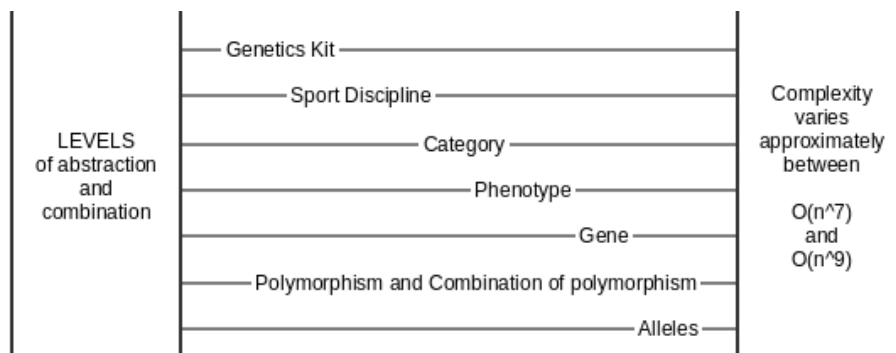 LEVELS
of abstraction
and
combination
Genetics Kit
Sport Discipline
Category
Phenotype
Gene
Polymorphism and Combination of polymorphism
Alleles
Complexity
varies
approximately
between
O(n^7)
and
O(n^9)